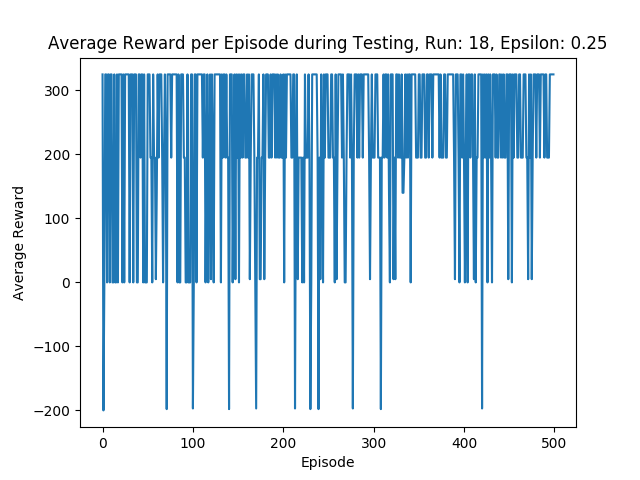 Average Reward per Episode during Testing, Run: 18, Epsilon: 0.25
300
200
100
0
−100
−200
Average Reward
0 100 200 300 400 500
Episode